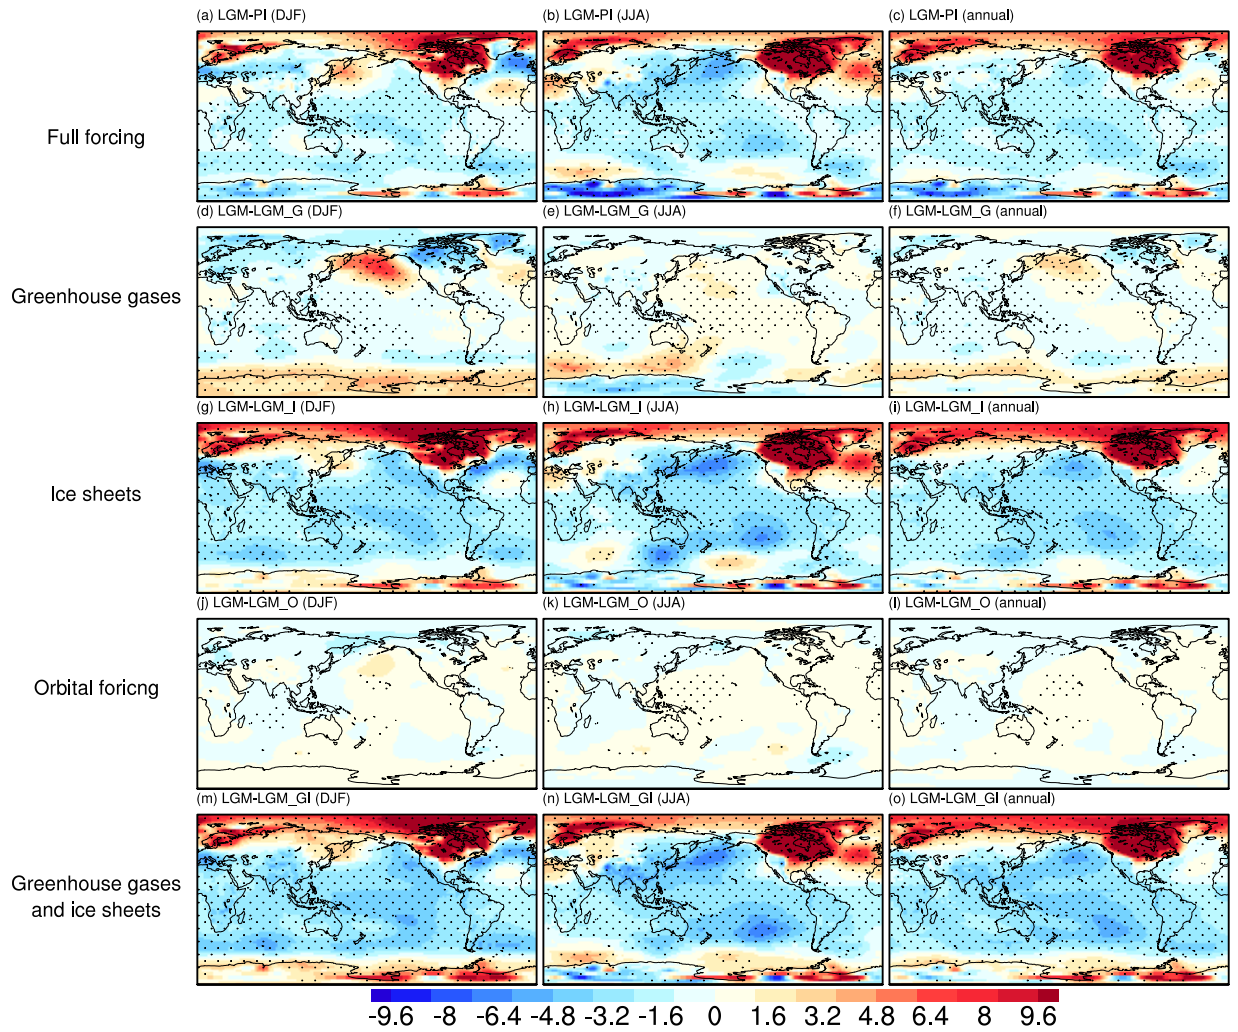 (a) LGM-PI (DJF)
(b) LGM-PI (JJA)
(c) LGM-PI (annual)
Full forcing
(d) LGM-LGM_G (DJF)
(e) LGM-LGM_G (JJA)
(f) LGM-LGM_G (annual)
Greenhouse gases
(g) LGM-LGM_I (DJF)
(h) LGM-LGM_I (JJA)
(i) LGM-LGM_I (annual)
Ice sheets
(j) LGM-LGM_O (DJF)
(k) LGM-LGM_O (JJA)
(l) LGM-LGM_O (annual)
Orbital foricng
(m) LGM-LGM_GI (DJF)
(n) LGM-LGM_GI (JJA)
(o) LGM-LGM_GI (annual)
Greenhouse gases
and ice sheets
-9.6 -8 -6.4 -4.8 -3.2 -1.6 0 1.6 3.2 4.8 6.4 8 9.6